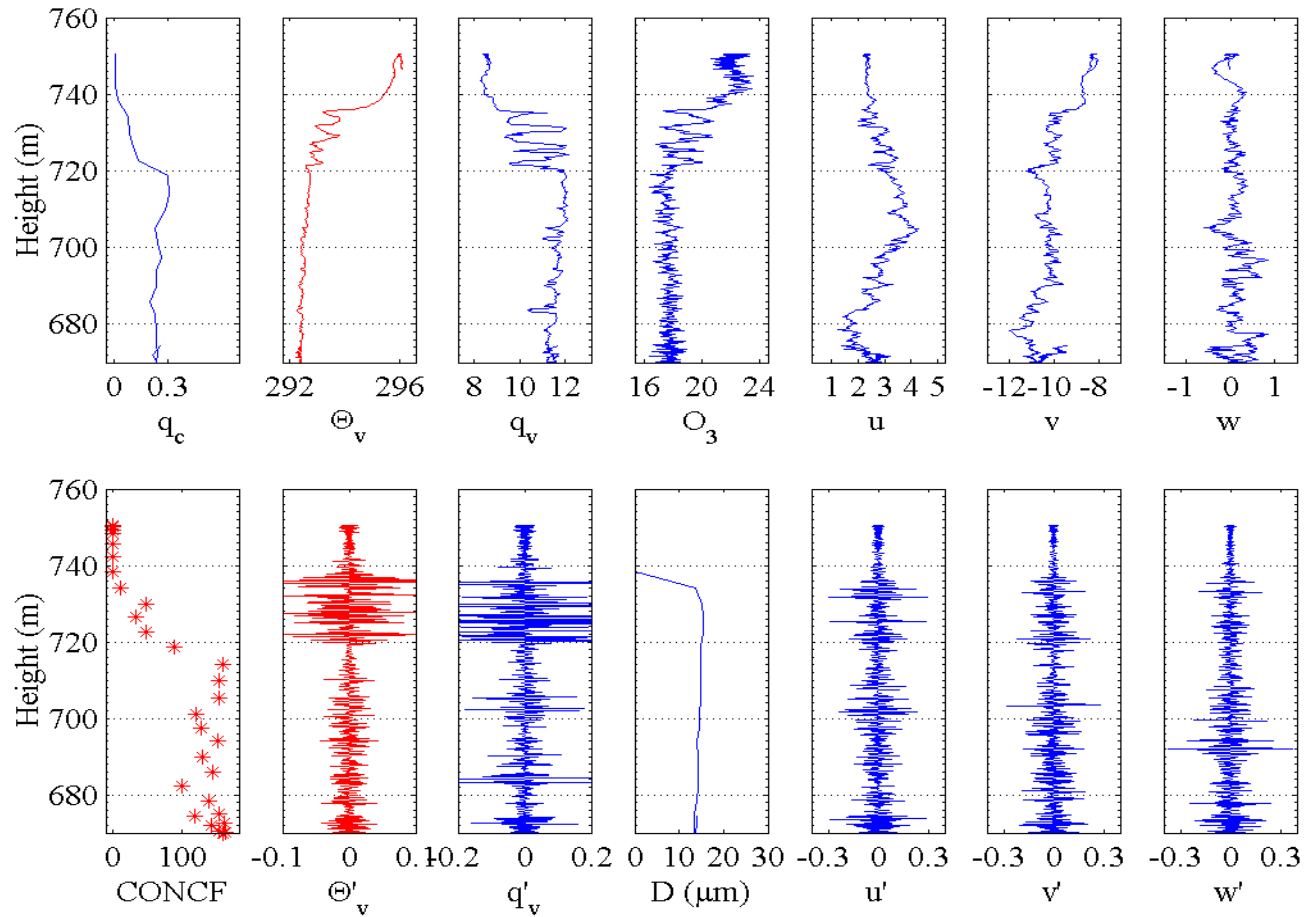 760
740
720
700
680
Height (m)
0 0.3
292 296
8 10 12
16 20 24
1 2 3 4 5
-12 -10 -8
-1 0 1
q_c
Θ_v
q_v
O_3
u
v
w
760
740
720
700
680
Height (m)
0 100
-0.1 0 0.1
-0.2 0 0.2
0 10 20 30
-0.3 0 0.3
-0.3 0 0.3
-0.3 0 0.3
CONCF
Θ'_v
q'_v
D (μm)
u'
v'
w'